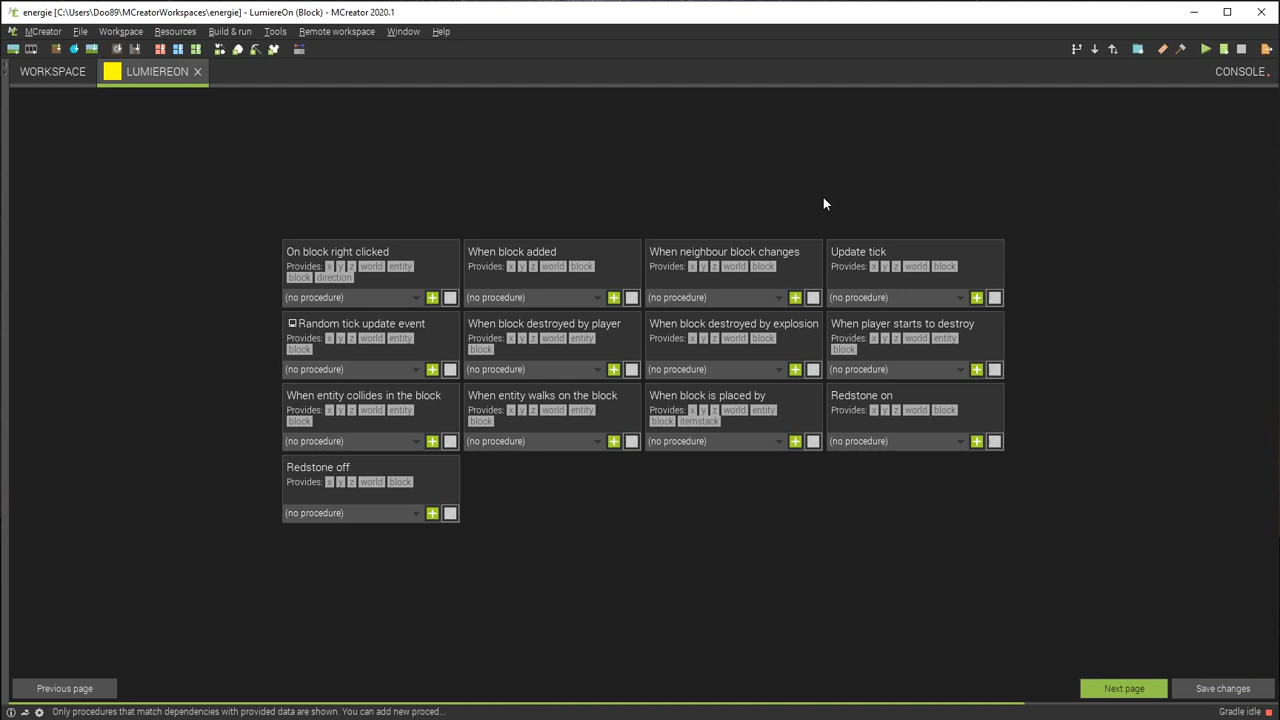 energie [C:\Users\Doo89\MCreatorWorkspaces\energie] - LumiereOn (Block) - MCreator 2020.1
MCreator File Workspace Resources Build & run Tools Remote workspace Window Help
WORKSPACE LUMIEREON CONSOLE
On block right clicked
Provides: x y z world entity
block direction
(no procedure)
When block added
Provides: x y z world block
(no procedure)
When neighbour block changes
Provides: x y z world block
(no procedure)
Update tick
Provides: x y z world block
(no procedure)
Random tick update event
Provides: x y z world entity
block
(no procedure)
When block destroyed by player
Provides: x y z world entity
block
(no procedure)
When block destroyed by explosion
Provides: x y z world block
(no procedure)
When player starts to destroy
Provides: x y z world entity
block
(no procedure)
When entity collides in the block
Provides: x y z world entity
block
(no procedure)
When entity walks on the block
Provides: x y z world entity
block
(no procedure)
When block is placed by
Provides: x y z world entity
block itemstack
(no procedure)
Redstone on
Provides: x y z world block
(no procedure)
Redstone off
Provides: x y z world block
(no procedure)
Previous page Next page Save changes
Only procedures that match dependencies with provided data are shown. You can add new proced... Gradle idle